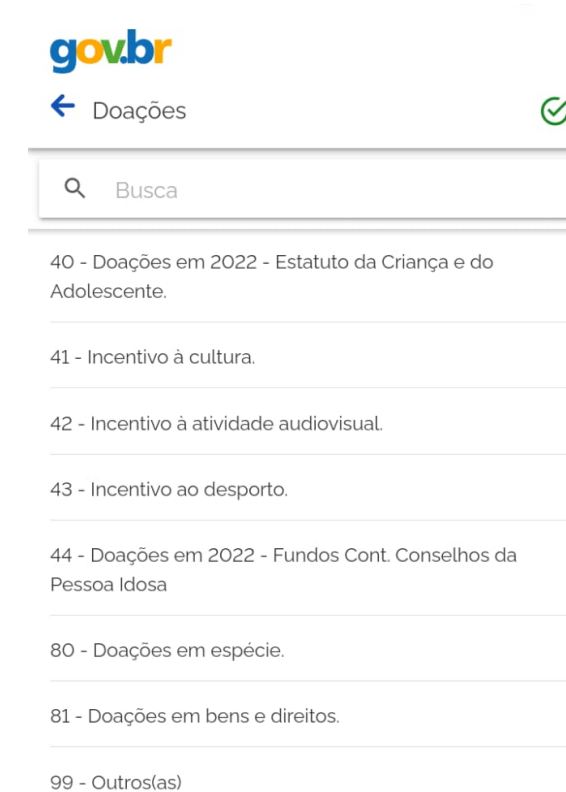 gov.br
Doações
Busca
40 - Doações em 2022 - Estatuto da Criança e do
Adolescente.
41 - Incentivo à cultura.
42 - Incentivo à atividade audiovisual.
43 - Incentivo ao desporto.
44 - Doações em 2022 - Fundos Cont. Conselhos da
Pessoa Idosa
80 - Doações em espécie.
81 - Doações em bens e direitos.
99 - Outros(as)